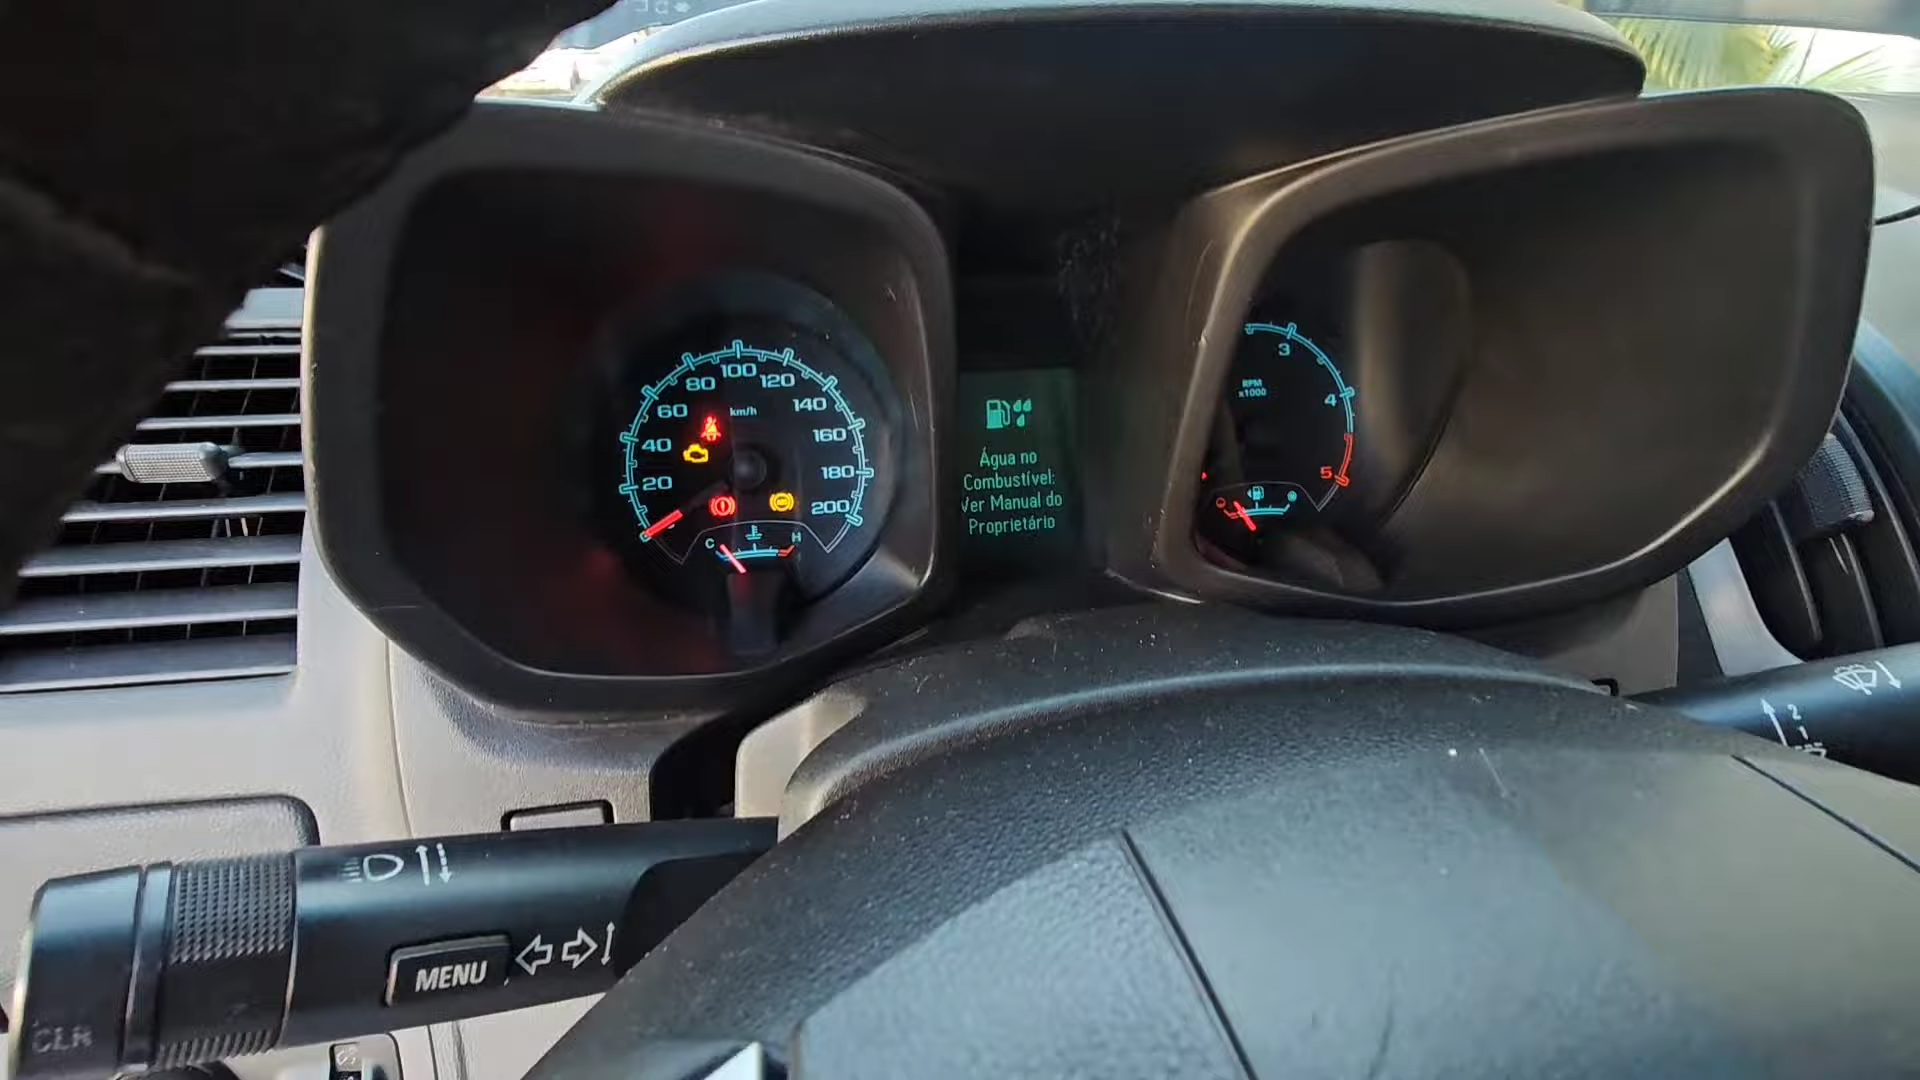 100
80
120
60
km/h
140
40
160
20
180
200
C
H
Água no
Combustível:
Ver Manual do
Proprietário
3
RPM
x1000
4
5
2
1
MENU
CLR